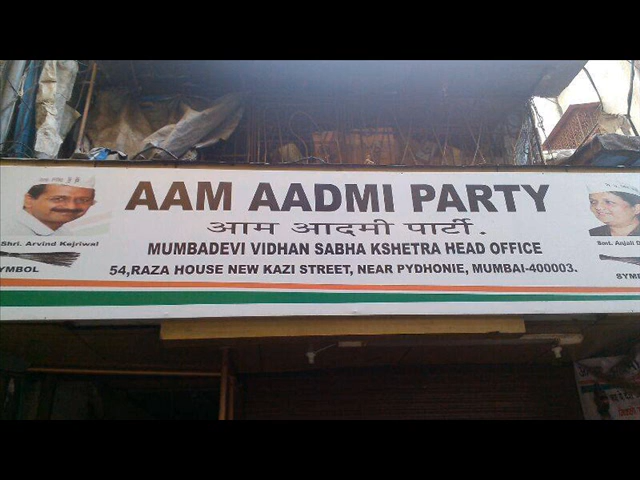 AAM AADMI PARTY
आम आदमी पार्टी.
MUMBADEVI VIDHAN SABHA KSHETRA HEAD OFFICE
54,RAZA HOUSE NEW KAZI STREET, NEAR PYDHONIE, MUMBAI-400003.
Shri. Arvind Kejriwal
SYMBOL
Smt. Anjali D
SYM